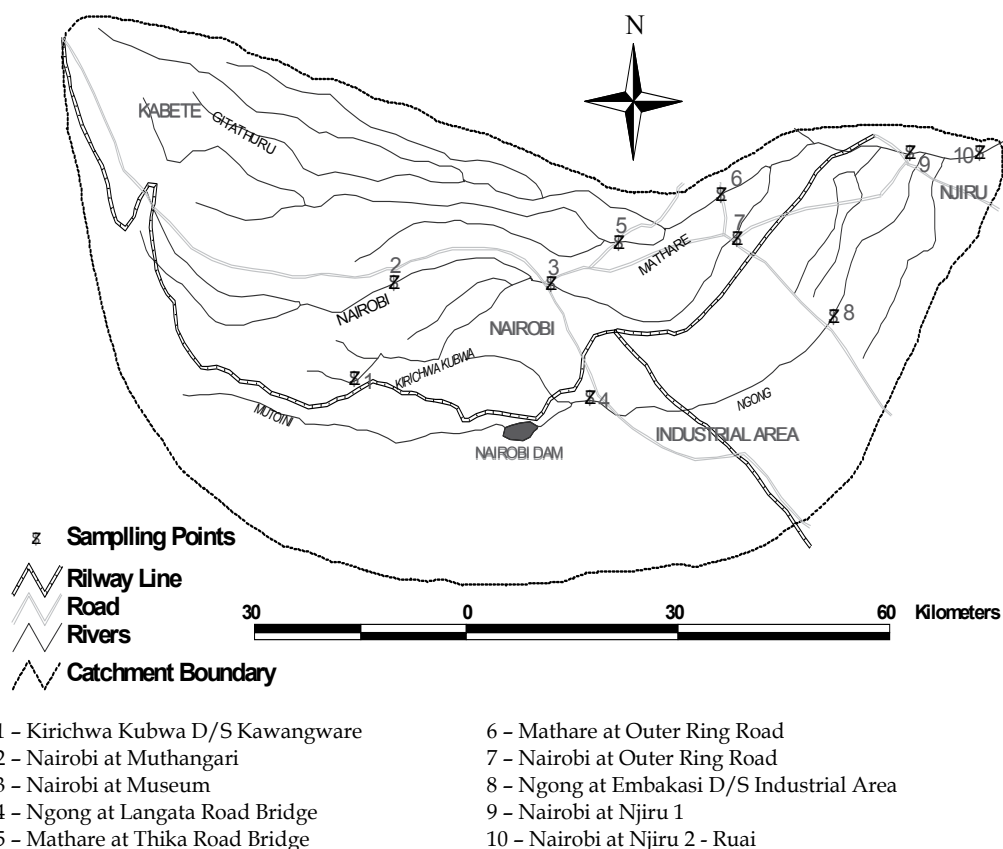 N
KABETE
GITATHURU
6
10
9
NJIRU
5
7
MATHARE
2
3
NAIROBI
NAIROBI
8
KIRICHWA KUBWA
1
MUTOINI
4
NGONG
INDUSTRIAL AREA
NAIROBI DAM
Samplling Points
Rilway Line
Road
Rivers
Catchment Boundary
30 0 30 60 Kilometers
1 – Kirichwa Kubwa D/S Kawangware
2 – Nairobi at Muthangari
3 – Nairobi at Museum
4 – Ngong at Langata Road Bridge
5 – Mathare at Thika Road Bridge
6 – Mathare at Outer Ring Road
7 – Nairobi at Outer Ring Road
8 – Ngong at Embakasi D/S Industrial Area
9 – Nairobi at Njiru 1
10 – Nairobi at Njiru 2 - Ruai